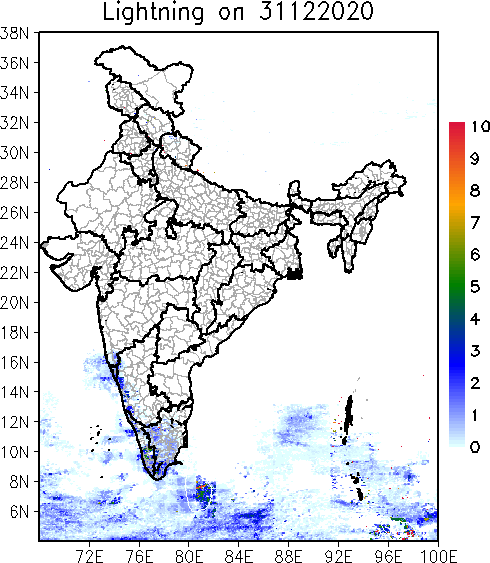 Lightning on 31122020
38N
36N
34N
32N
30N
28N
26N
24N
22N
20N
18N
16N
14N
12N
10N
8N
6N
10
9
8
7
6
5
4
3
2
1
0
72E 76E 80E 84E 88E 92E 96E 100E